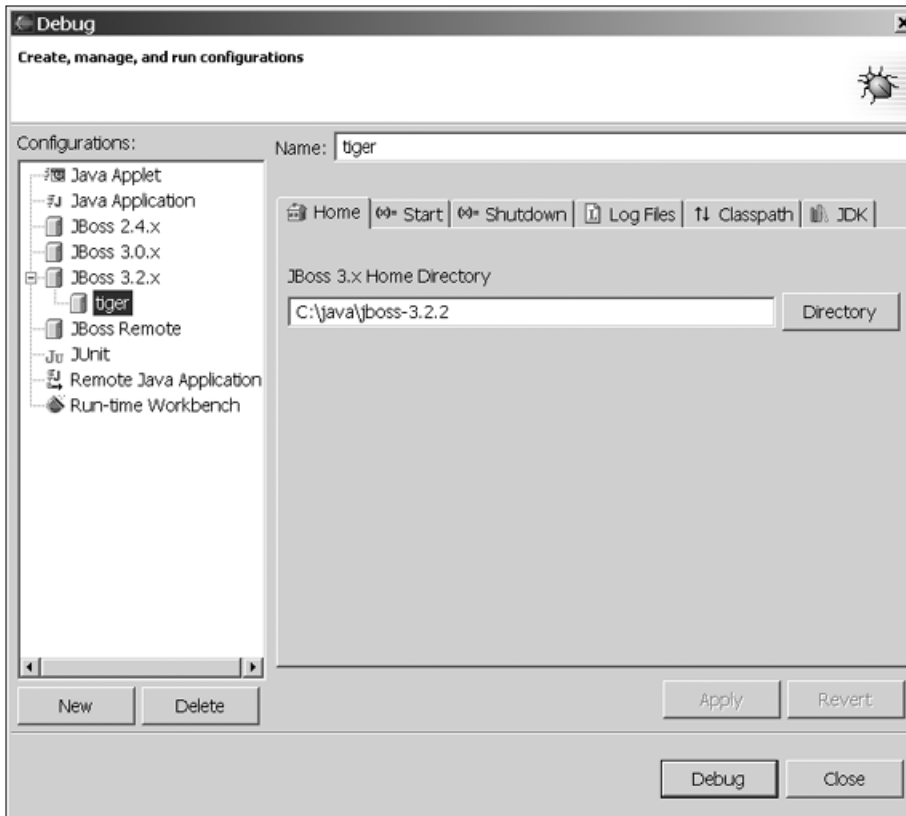 Debug
Create, manage, and run configurations
Configurations:
Name: tiger
Java Applet
Java Application
JBoss 2.4.x
JBoss 3.0.x
JBoss 3.2.x
tiger
JBoss Remote
JUnit
Remote Java Application
Run-time Workbench
Home Start Shutdown Log Files Classpath JDK
JBoss 3.x Home Directory
C:\java\jboss-3.2.2 Directory
New Delete
Apply Revert
Debug Close